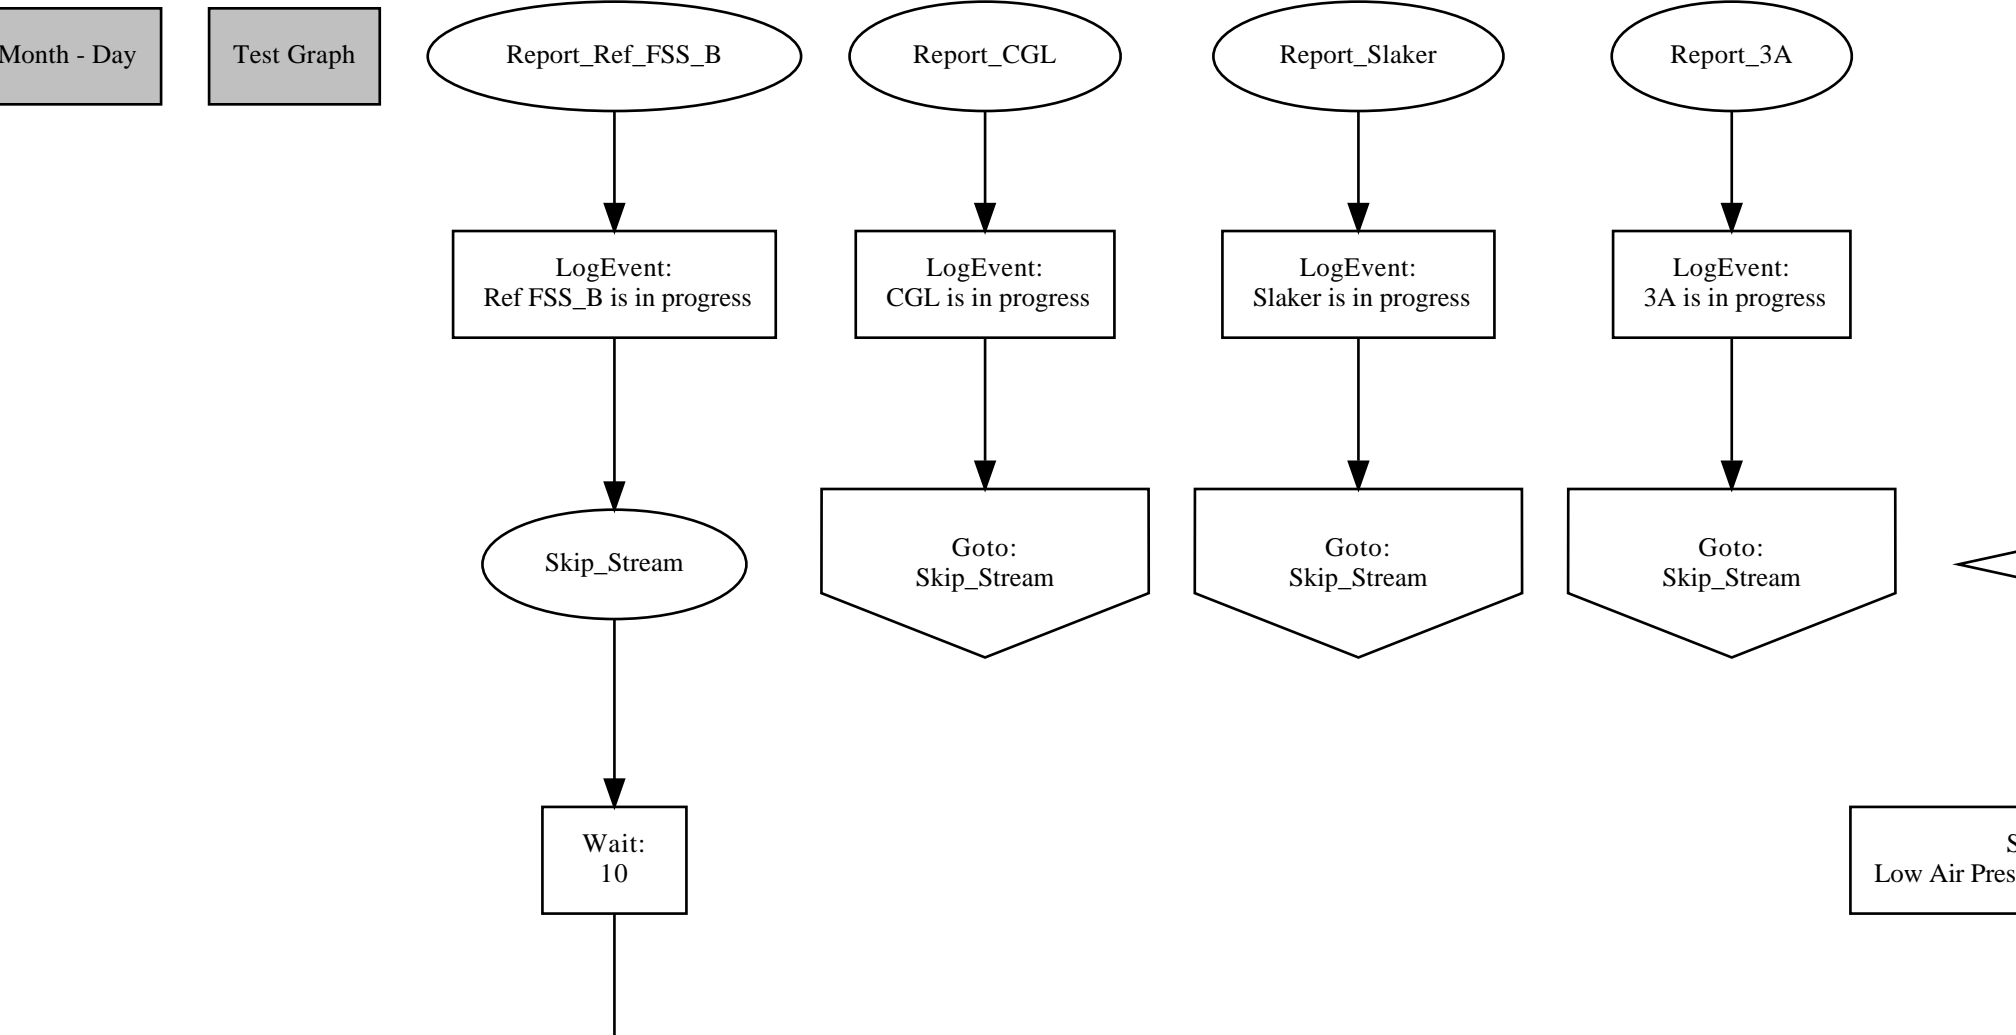 Month - Day
Test Graph
Report_Ref_FSS_B
Report_CGL
Report_Slaker
Report_3A
LogEvent:
Ref FSS_B is in progress
LogEvent:
CGL is in progress
LogEvent:
Slaker is in progress
LogEvent:
3A is in progress
Skip_Stream
Goto:
Skip_Stream
Goto:
Skip_Stream
Goto:
Skip_Stream
Wait:
10
Low Air